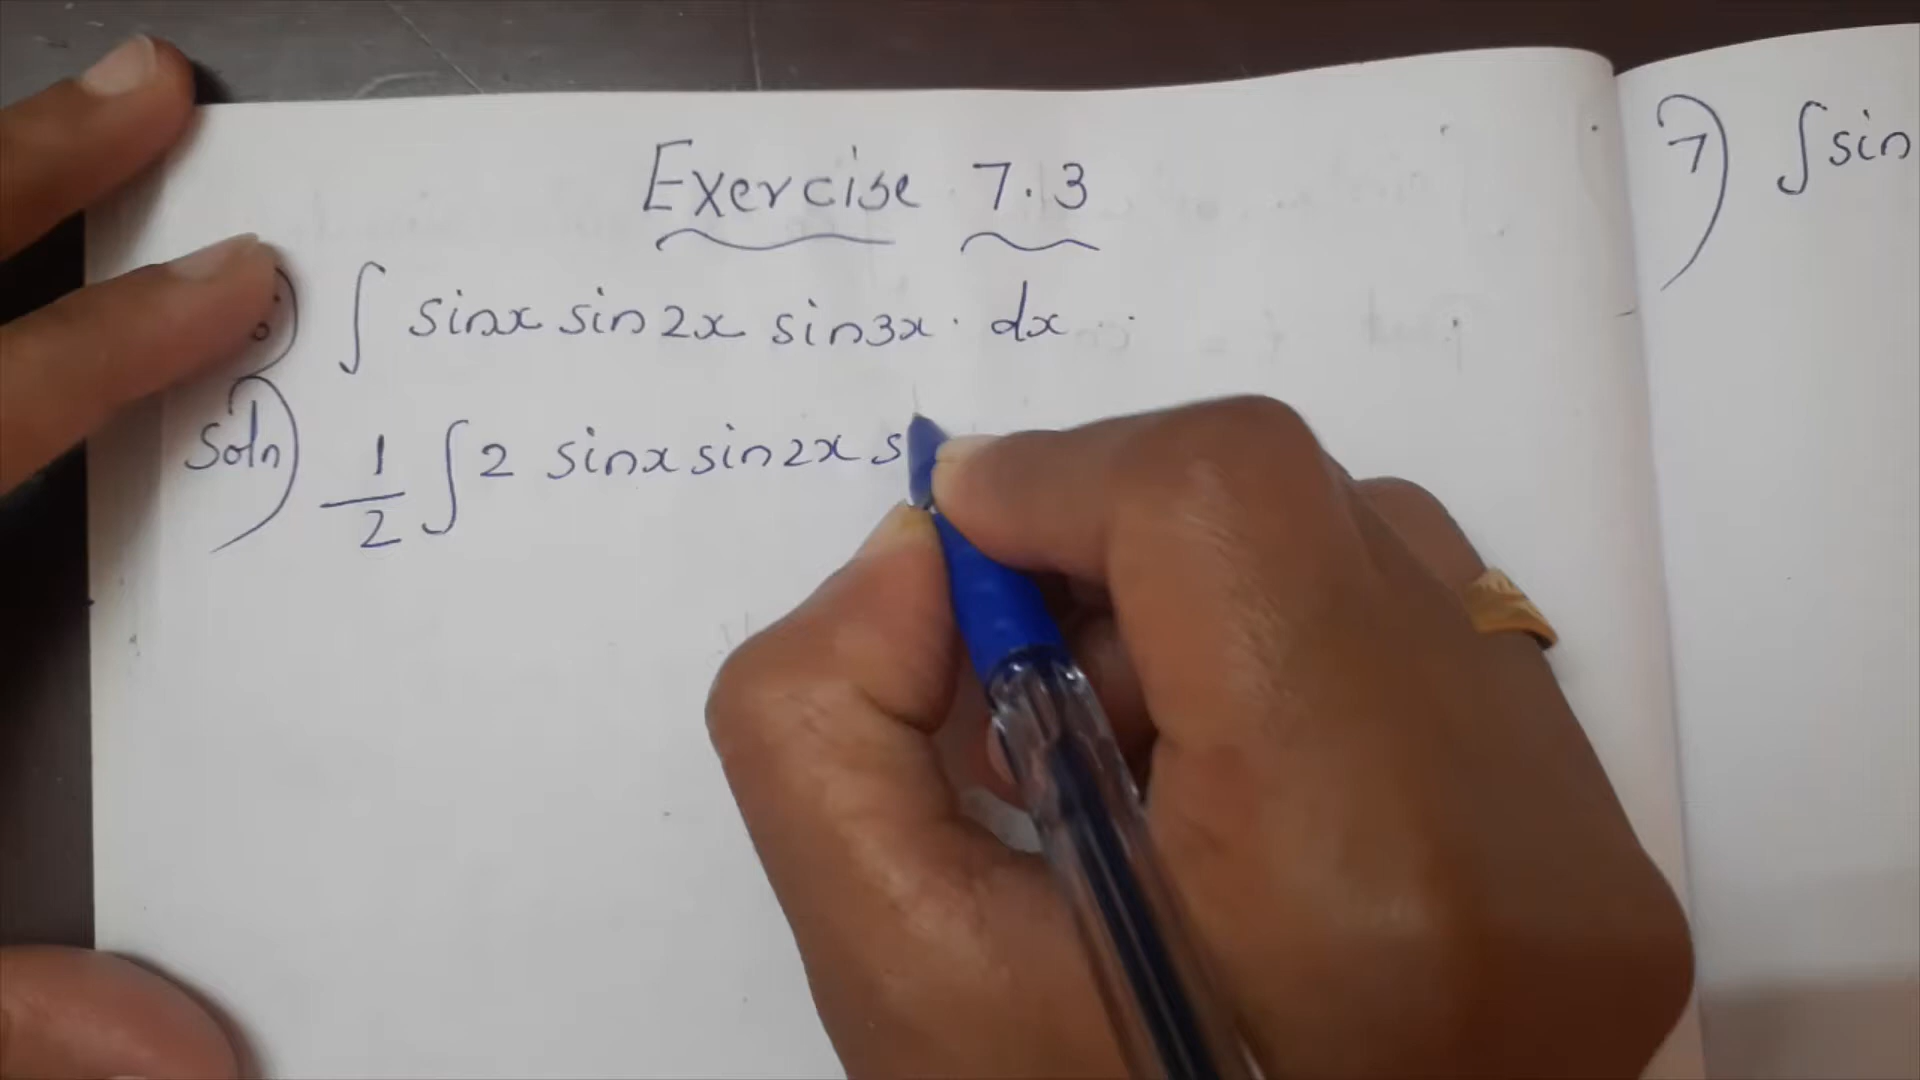 Exercise 7.3
∫ sinx sin2x sin3x. dx
Soln) 1/2 ∫ 2 sinx sin2x s
7) ∫sin